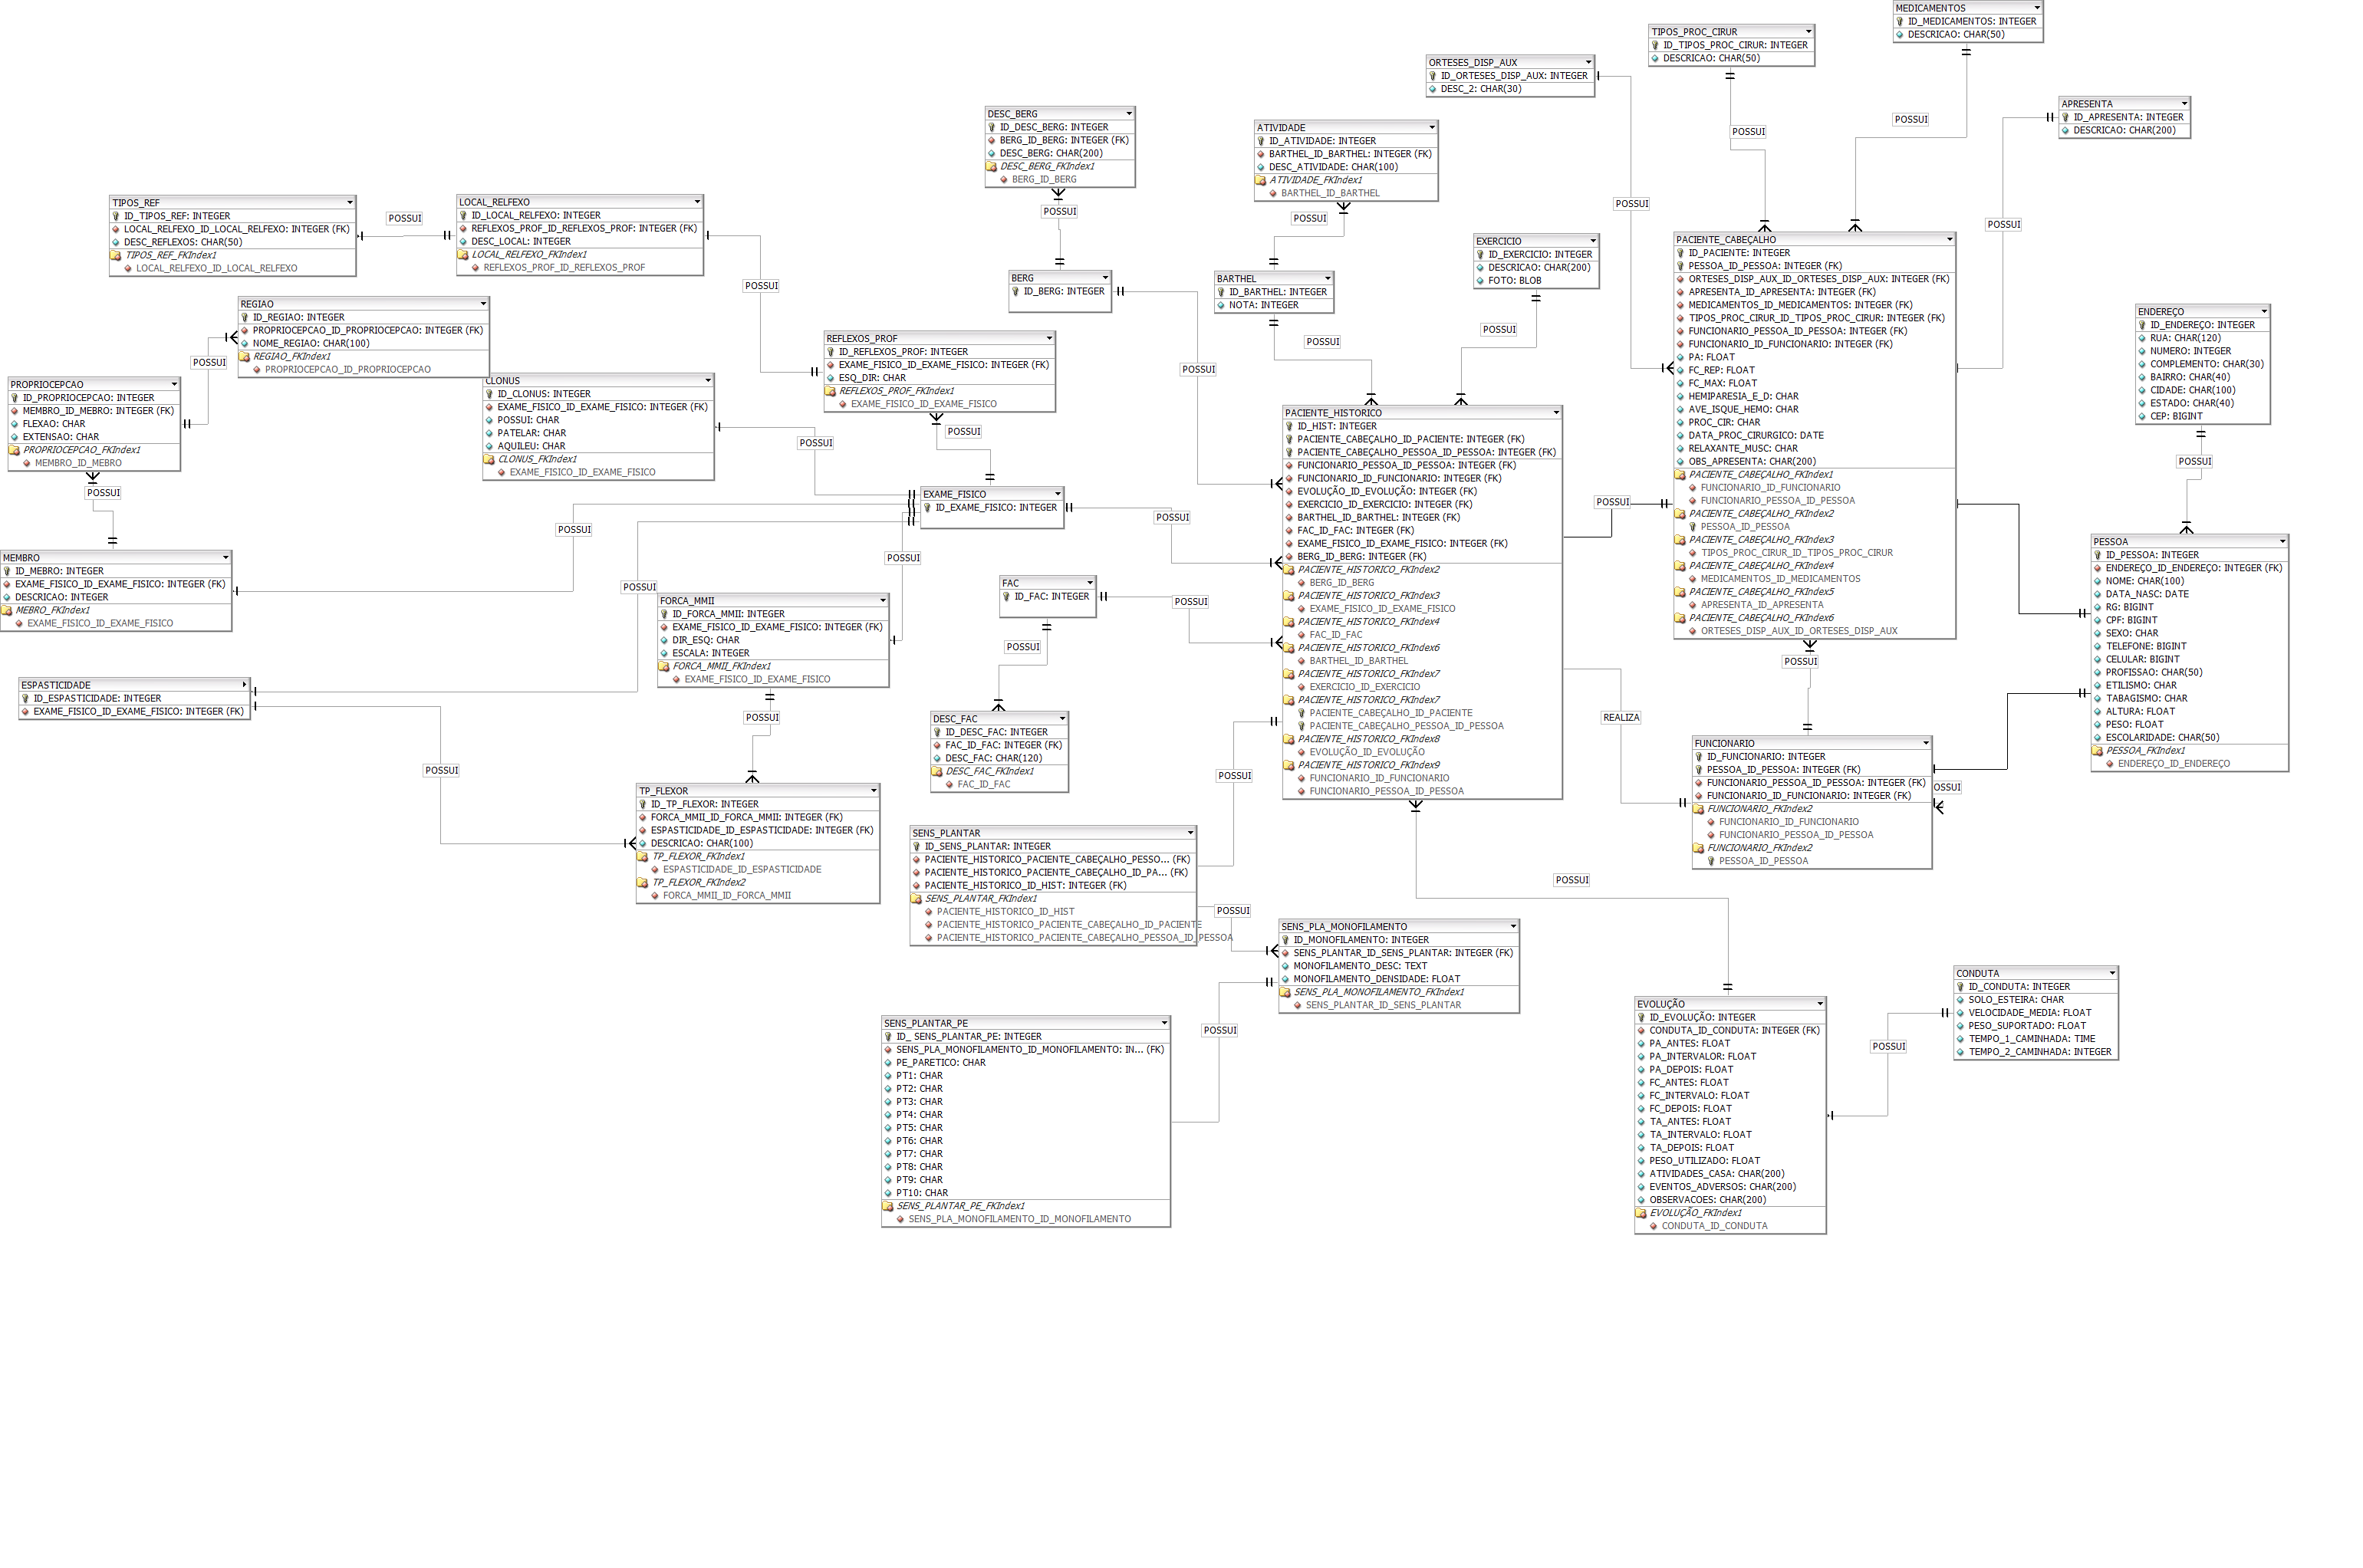 MEDICAMENTOS
ID_MEDICAMENTOS: INTEGER
DESCRICAO: CHAR(50)
POSSUI
TIPOS_PROC_CIRUR
ID_TIPOS_PROC_CIRUR: INTEGER
DESCRICAO: CHAR(50)
POSSUI
ORTESES_DISP_AUX
ID_ORTESES_DISP_AUX: INTEGER
DESC_2: CHAR(30)
POSSUI
APRESENTA
ID_APRESENTA: INTEGER
DESCRICAO: CHAR(200)
POSSUI
DESC_BERG
ID_DESC_BERG: INTEGER
BERG_ID_BERG: INTEGER (FK)
DESC_BERG: CHAR(200)
DESC_BERG_FKIndex1
BERG_ID_BERG
POSSUI
ATIVIDADE
ID_ATIVIDADE: INTEGER
BARTHEL_ID_BARTHEL: INTEGER (FK)
DESC_ATIVIDADE: CHAR(100)
ATIVIDADE_FKIndex1
BARTHEL_ID_BARTHEL
POSSUI
TIPOS_REF
ID_TIPOS_REF: INTEGER
LOCAL_RELFEXO_ID_LOCAL_RELFEXO: INTEGER (FK)
DESC_REFLEXOS: CHAR(50)
TIPOS_REF_FKIndex1
LOCAL_RELFEXO_ID_LOCAL_RELFEXO
POSSUI
LOCAL_RELFEXO
ID_LOCAL_RELFEXO: INTEGER
REFLEXOS_PROF_ID_REFLEXOS_PROF: INTEGER (FK)
DESC_LOCAL: INTEGER
LOCAL_RELFEXO_FKIndex1
REFLEXOS_PROF_ID_REFLEXOS_PROF
POSSUI
BERG
ID_BERG: INTEGER
POSSUI
BARTHEL
ID_BARTHEL: INTEGER
NOTA: INTEGER
POSSUI
EXERCICIO
ID_EXERCICIO: INTEGER
DESCRICAO: CHAR(200)
FOTO: BLOB
POSSUI
PACIENTE_CABEÇALHO
ID_PACIENTE: INTEGER
PESSOA_ID_PESSOA: INTEGER (FK)
ORTESES_DISP_AUX_ID_ORTESES_DISP_AUX: INTEGER (FK)
APRESENTA_ID_APRESENTA: INTEGER (FK)
MEDICAMENTOS_ID_MEDICAMENTOS: INTEGER (FK)
TIPOS_PROC_CIRUR_ID_TIPOS_PROC_CIRUR: INTEGER (FK)
FUNCIONARIO_PESSOA_ID_PESSOA: INTEGER (FK)
FUNCIONARIO_ID_FUNCIONARIO: INTEGER (FK)
PA: FLOAT
FC_REP: FLOAT
FC_MAX: FLOAT
HEMIPARESIA_E_D: CHAR
AVE_ISQUE_HEMO: CHAR
PROC_CIR: CHAR
DATA_PROC_CIRURGICO: DATE
RELAXANTE_MUSC: CHAR
OBS_APRESENTA: CHAR(200)
PACIENTE_CABEÇALHO_FKIndex1
FUNCIONARIO_ID_FUNCIONARIO
FUNCIONARIO_PESSOA_ID_PESSOA
PACIENTE_CABEÇALHO_FKIndex2
PESSOA_ID_PESSOA
PACIENTE_CABEÇALHO_FKIndex3
TIPOS_PROC_CIRUR_ID_TIPOS_PROC_CIRUR
PACIENTE_CABEÇALHO_FKIndex4
MEDICAMENTOS_ID_MEDICAMENTOS
PACIENTE_CABEÇALHO_FKIndex5
APRESENTA_ID_APRESENTA
PACIENTE_CABEÇALHO_FKIndex6
ORTESES_DISP_AUX_ID_ORTESES_DISP_AUX
POSSUI
ENDEREÇO
ID_ENDEREÇO: INTEGER
RUA: CHAR(120)
NUMERO: INTEGER
COMPLEMENTO: CHAR(30)
BAIRRO: CHAR(40)
CIDADE: CHAR(100)
ESTADO: CHAR(40)
CEP: BIGINT
POSSUI
REGIAO
ID_REGIAO: INTEGER
PROPRIOCEPCAO_ID_PROPRIOCEPCAO: INTEGER (FK)
NOME_REGIAO: CHAR(100)
REGIAO_FKIndex1
PROPRIOCEPCAO_ID_PROPRIOCEPCAO
POSSUI
REFLEXOS_PROF
ID_REFLEXOS_PROF: INTEGER
EXAME_FISICO_ID_EXAME_FISICO: INTEGER (FK)
ESQ_DIR: CHAR
REFLEXOS_PROF_FKIndex1
EXAME_FISICO_ID_EXAME_FISICO
POSSUI
PROPRIOCEPCAO
ID_PROPRIOCEPCAO: INTEGER
MEMBRO_ID_MEBRO: INTEGER (FK)
FLEXAO: CHAR
EXTENSAO: CHAR
PROPRIOCEPCAO_FKIndex1
MEMBRO_ID_MEBRO
POSSUI
CLONUS
ID_CLONUS: INTEGER
EXAME_FISICO_ID_EXAME_FISICO: INTEGER (FK)
POSSUI: CHAR
PATELAR: CHAR
AQUILEU: CHAR
CLONUS_FKIndex1
EXAME_FISICO_ID_EXAME_FISICO
POSSUI
PACIENTE_HISTORICO
ID_HIST: INTEGER
PACIENTE_CABEÇALHO_ID_PACIENTE: INTEGER (FK)
PACIENTE_CABEÇALHO_PESSOA_ID_PESSOA: INTEGER (FK)
FUNCIONARIO_PESSOA_ID_PESSOA: INTEGER (FK)
FUNCIONARIO_ID_FUNCIONARIO: INTEGER (FK)
EVOLUÇÃO_ID_EVOLUÇÃO: INTEGER (FK)
EXERCICIO_ID_EXERCICIO: INTEGER (FK)
BARTHEL_ID_BARTHEL: INTEGER (FK)
FAC_ID_FAC: INTEGER (FK)
EXAME_FISICO_ID_EXAME_FISICO: INTEGER (FK)
BERG_ID_BERG: INTEGER (FK)
PACIENTE_HISTORICO_FKIndex2
BERG_ID_BERG
PACIENTE_HISTORICO_FKIndex3
EXAME_FISICO_ID_EXAME_FISICO
PACIENTE_HISTORICO_FKIndex4
FAC_ID_FAC
PACIENTE_HISTORICO_FKIndex6
BARTHEL_ID_BARTHEL
PACIENTE_HISTORICO_FKIndex7
EXERCICIO_ID_EXERCICIO
PACIENTE_HISTORICO_FKIndex7
PACIENTE_CABEÇALHO_ID_PACIENTE
PACIENTE_CABEÇALHO_PESSOA_ID_PESSOA
PACIENTE_HISTORICO_FKIndex8
EVOLUÇÃO_ID_EVOLUÇÃO
PACIENTE_HISTORICO_FKIndex9
FUNCIONARIO_ID_FUNCIONARIO
FUNCIONARIO_PESSOA_ID_PESSOA
POSSUI
REALIZA
EXAME_FISICO
ID_EXAME_FISICO: INTEGER
POSSUI
POSSUI
POSSUI
POSSUI
MEMBRO
ID_MEBRO: INTEGER
EXAME_FISICO_ID_EXAME_FISICO: INTEGER (FK)
DESCRICAO: INTEGER
MEBRO_FKIndex1
EXAME_FISICO_ID_EXAME_FISICO
FAC
ID_FAC: INTEGER
POSSUI
POSSUI
PESSOA
ID_PESSOA: INTEGER
ENDEREÇO_ID_ENDEREÇO: INTEGER (FK)
NOME: CHAR(100)
DATA_NASC: DATE
RG: BIGINT
CPF: BIGINT
SEXO: CHAR
TELEFONE: BIGINT
CELULAR: BIGINT
PROFISSAO: CHAR(50)
ETILISMO: CHAR
TABAGISMO: CHAR
ALTURA: FLOAT
PESO: FLOAT
ESCOLARIDADE: CHAR(50)
PESSOA_FKIndex1
ENDEREÇO_ID_ENDEREÇO
FORCA_MMII
ID_FORCA_MMII: INTEGER
EXAME_FISICO_ID_EXAME_FISICO: INTEGER (FK)
DIR_ESQ: CHAR
ESCALA: INTEGER
FORCA_MMII_FKIndex1
EXAME_FISICO_ID_EXAME_FISICO
POSSUI
ESPASTICIDADE
ID_ESPASTICIDADE: INTEGER
EXAME_FISICO_ID_EXAME_FISICO: INTEGER (FK)
POSSUI
DESC_FAC
ID_DESC_FAC: INTEGER
FAC_ID_FAC: INTEGER (FK)
DESC_FAC: CHAR(120)
DESC_FAC_FKIndex1
FAC_ID_FAC
FUNCIONARIO
ID_FUNCIONARIO: INTEGER
PESSOA_ID_PESSOA: INTEGER (FK)
FUNCIONARIO_PESSOA_ID_PESSOA: INTEGER (FK)
FUNCIONARIO_ID_FUNCIONARIO: INTEGER (FK)
FUNCIONARIO_FKIndex2
FUNCIONARIO_ID_FUNCIONARIO
FUNCIONARIO_PESSOA_ID_PESSOA
FUNCIONARIO_FKIndex2
PESSOA_ID_PESSOA
OSSUI
TP_FLEXOR
ID_TP_FLEXOR: INTEGER
FORCA_MMII_ID_FORCA_MMII: INTEGER (FK)
ESPASTICIDADE_ID_ESPASTICIDADE: INTEGER (FK)
DESCRICAO: CHAR(100)
TP_FLEXOR_FKIndex1
ESPASTICIDADE_ID_ESPASTICIDADE
TP_FLEXOR_FKIndex2
FORCA_MMII_ID_FORCA_MMII
POSSUI
SENS_PLANTAR
ID_SENS_PLANTAR: INTEGER
PACIENTE_HISTORICO_PACIENTE_CABEÇALHO_PESSO... (FK)
PACIENTE_HISTORICO_PACIENTE_CABEÇALHO_ID_PA... (FK)
PACIENTE_HISTORICO_ID_HIST: INTEGER (FK)
SENS_PLANTAR_FKIndex1
PACIENTE_HISTORICO_ID_HIST
PACIENTE_HISTORICO_PACIENTE_CABEÇALHO_ID_PACIENTE
PACIENTE_HISTORICO_PACIENTE_CABEÇALHO_PESSOA_ID_PESSOA
POSSUI
POSSUI
SENS_PLA_MONOFILAMENTO
ID_MONOFILAMENTO: INTEGER
SENS_PLANTAR_ID_SENS_PLANTAR: INTEGER (FK)
MONOFILAMENTO_DESC: TEXT
MONOFILAMENTO_DENSIDADE: FLOAT
SENS_PLA_MONOFILAMENTO_FKIndex1
SENS_PLANTAR_ID_SENS_PLANTAR
POSSUI
SENS_PLANTAR_PE
ID_ SENS_PLANTAR_PE: INTEGER
SENS_PLA_MONOFILAMENTO_ID_MONOFILAMENTO: IN... (FK)
PE_PARETICO: CHAR
PT1: CHAR
PT2: CHAR
PT3: CHAR
PT4: CHAR
PT5: CHAR
PT6: CHAR
PT7: CHAR
PT8: CHAR
PT9: CHAR
PT10: CHAR
SENS_PLANTAR_PE_FKIndex1
SENS_PLA_MONOFILAMENTO_ID_MONOFILAMENTO
EVOLUÇÃO
ID_EVOLUÇÃO: INTEGER
CONDUTA_ID_CONDUTA: INTEGER (FK)
PA_ANTES: FLOAT
PA_INTERVALOR: FLOAT
PA_DEPOIS: FLOAT
FC_ANTES: FLOAT
FC_INTERVALO: FLOAT
FC_DEPOIS: FLOAT
TA_ANTES: FLOAT
TA_INTERVALO: FLOAT
TA_DEPOIS: FLOAT
PESO_UTILIZADO: FLOAT
ATIVIDADES_CASA: CHAR(200)
EVENTOS_ADVERSOS: CHAR(200)
OBSERVACOES: CHAR(200)
EVOLUÇÃO_FKIndex1
CONDUTA_ID_CONDUTA
POSSUI
CONDUTA
ID_CONDUTA: INTEGER
SOLO_ESTEIRA: CHAR
VELOCIDADE_MEDIA: FLOAT
PESO_SUPORTADO: FLOAT
TEMPO_1_CAMINHADA: TIME
TEMPO_2_CAMINHADA: INTEGER